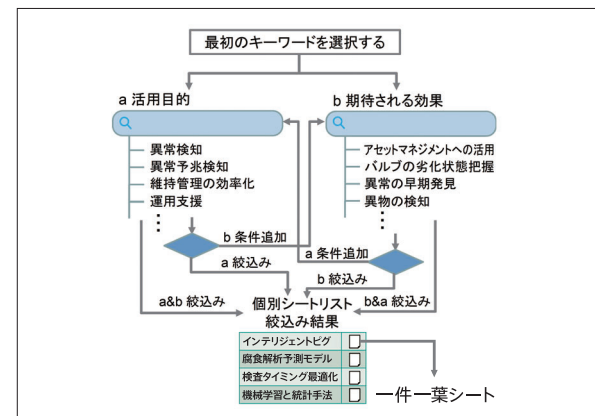 最初のキーワードを選択する
a 活用目的
異常検知
異常予兆検知
維持管理の効率化
運用支援
b 期待される効果
アセットマネジメントへの活用
バルブの劣化状態把握
異常の早期発見
異物の検知
b 条件追加
a 条件追加
a 絞込み
b 絞込み
a&b 絞込み
b&a 絞込み
個別シートリスト
絞込み結果
インテリジェントピグ
腐食解析予測モデル
検査タイミング最適化
機械学習と統計手法
一件一葉シート